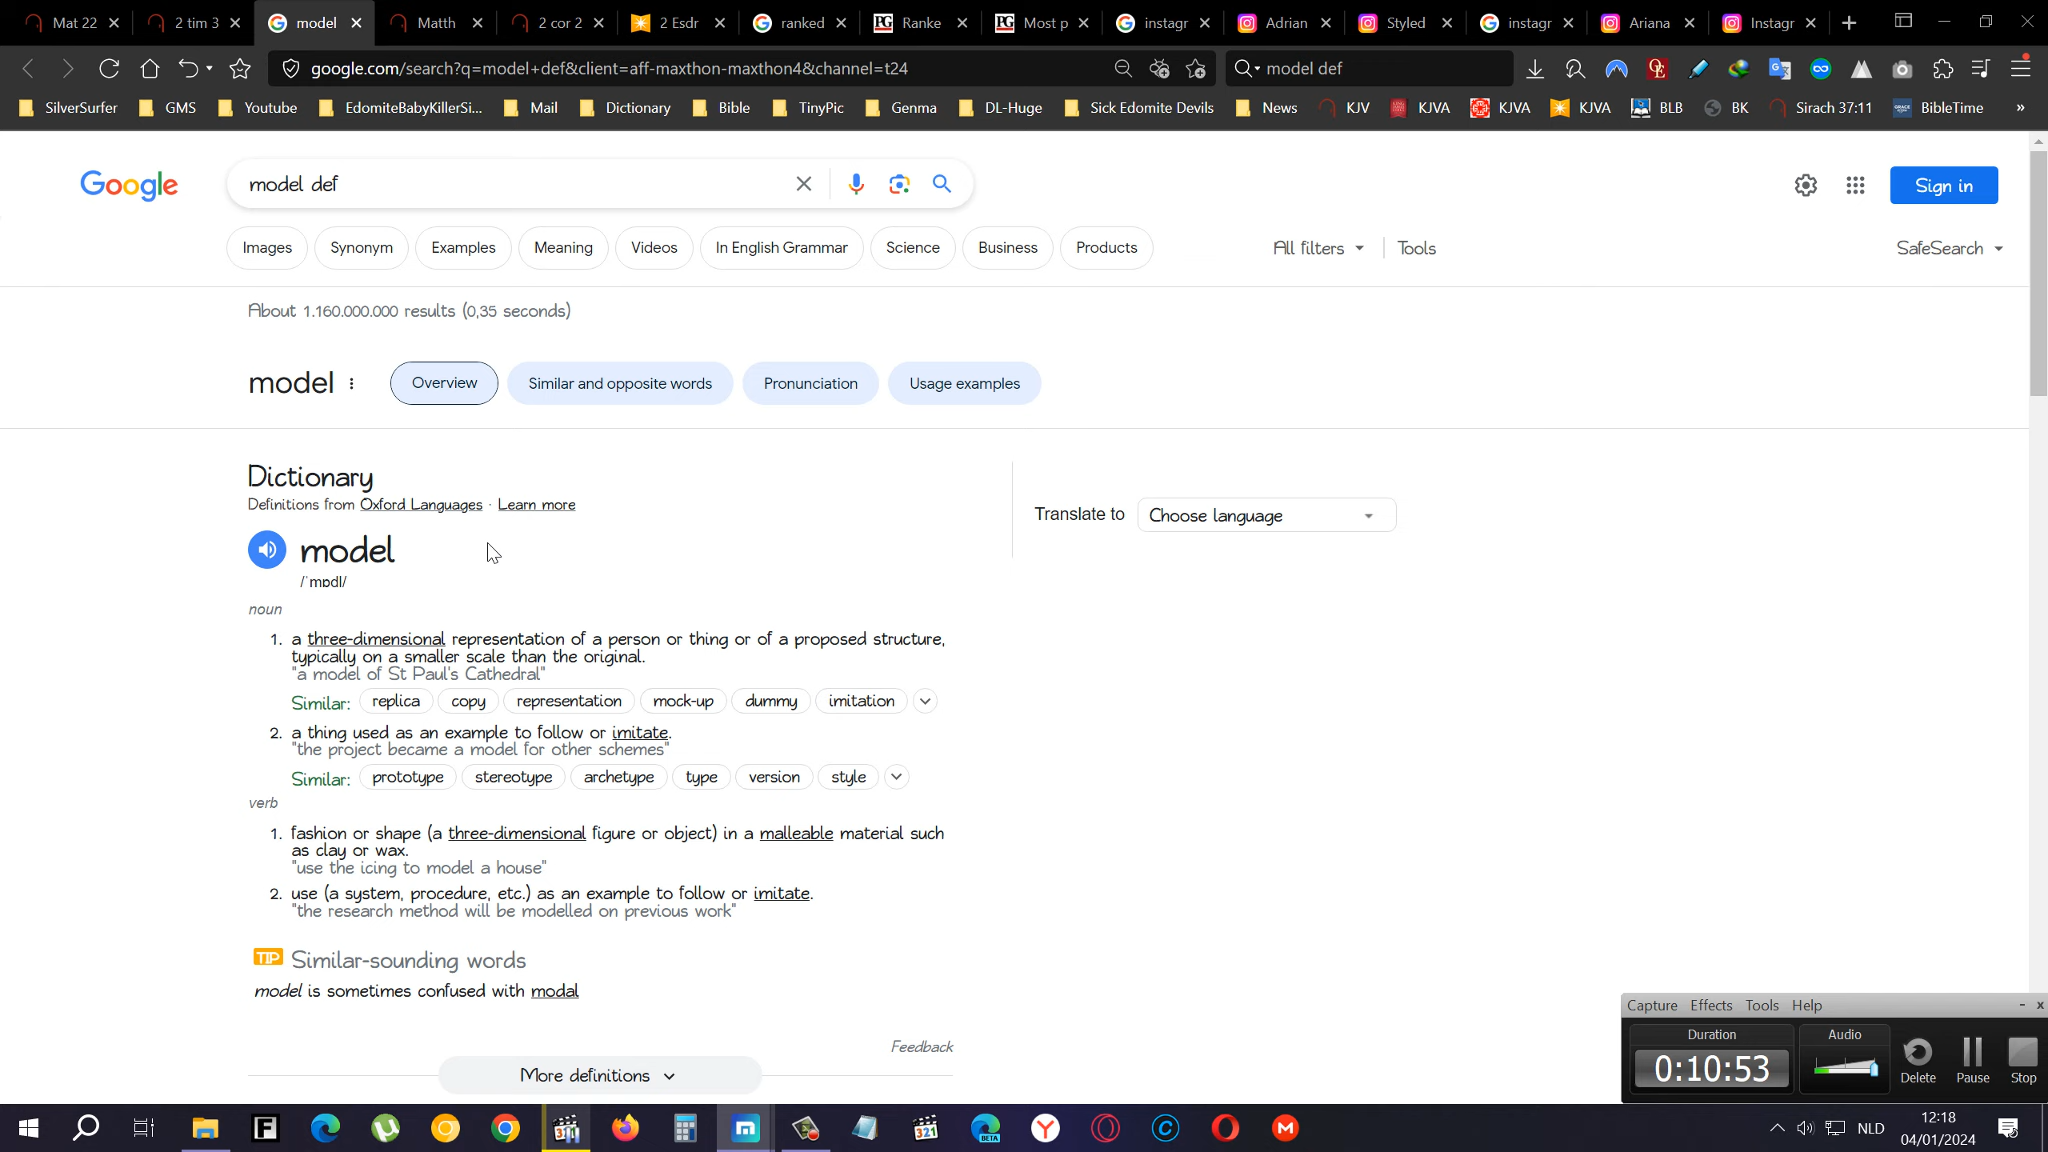 Mat 22
2 tim 3
model
Matth
2 cor 2
2 Esdr
ranked
Ranke
Most p
instagr
Adrian
Styled
instagr
Ariana
Instagr
google.com/search?q=model+def&client=aff-maxthon-maxthon4&channel=t24
model def
SilverSurfer
GMS
Youtube
EdomiteBabyKillerSi...
Mail
Dictionary
Bible
TinyPic
Genma
DL-Huge
Sick Edomite Devils
News
KJV
KJVA
KJVA
KJVA
BLB
BK
Sirach 37:11
BibleTime
»
Google
model def
Sign in
Images
Synonym
Examples
Meaning
Videos
In English Grammar
Science
Business
Products
All filters
Tools
SafeSearch
About 1.160.000.000 results (0,35 seconds)
model
Overview
Similar and opposite words
Pronunciation
Usage examples
Dictionary
Definitions from Oxford Languages · Learn more
Translate to
Choose language
model
/ˈmɒdl/
noun
1. a three-dimensional representation of a person or thing or of a proposed structure,
typically on a smaller scale than the original.
"a model of St Paul's Cathedral"
Similar: replica copy representation mock-up dummy imitation
2. a thing used as an example to follow or imitate.
"the project became a model for other schemes"
Similar: prototype stereotype archetype type version style
verb
1. fashion or shape (a three-dimensional figure or object) in a malleable material such
as clay or wax.
"use the icing to model a house"
2. use (a system, procedure, etc.) as an example to follow or imitate.
"the research method will be modelled on previous work"
TIP Similar-sounding words
model is sometimes confused with modal
Feedback
More definitions
Capture Effects Tools Help
Duration
Audio
0:10:53
Delete
Pause
Stop
NLD
12:18
04/01/2024